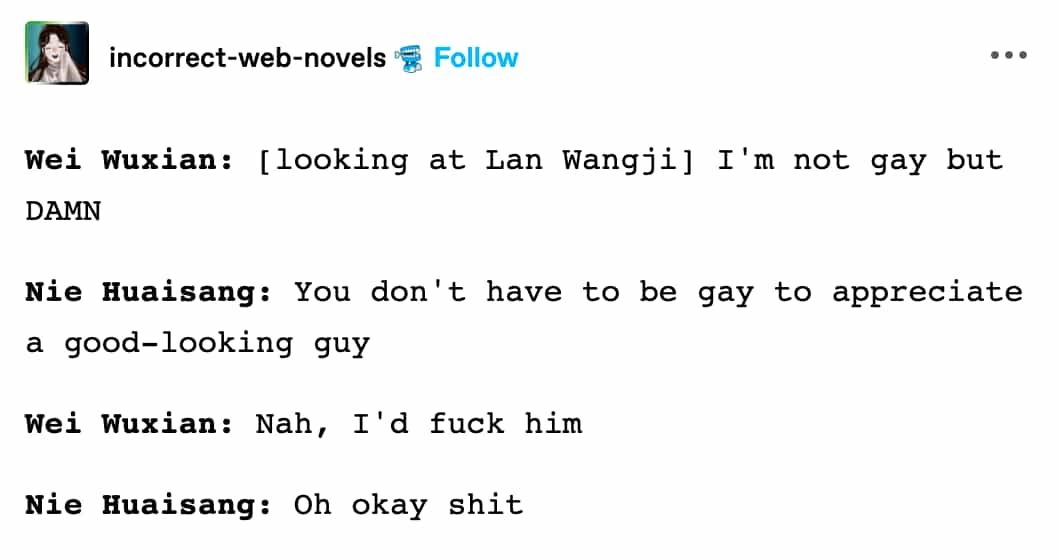 incorrect-web-novels Follow
Wei Wuxian: [looking at Lan Wangji] I'm not gay but
DAMN
Nie Huaisang: You don't have to be gay to appreciate
a good-looking guy
Wei Wuxian: Nah, I'd fuck him
Nie Huaisang: Oh okay shit